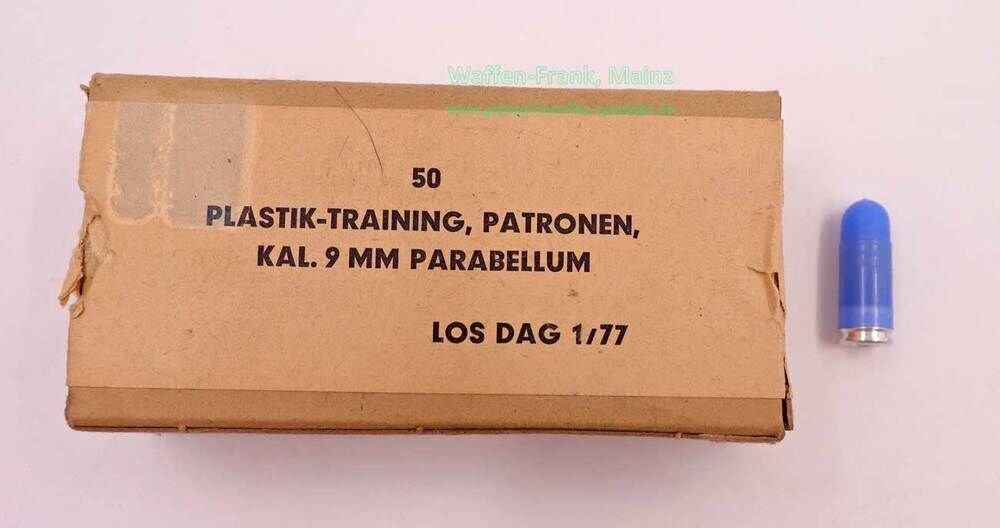 Waffen-Frank, Mainz
50
PLASTIK-TRAINING, PATRONEN,
KAL. 9 MM PARABELLUM
LOS DAG 1/77